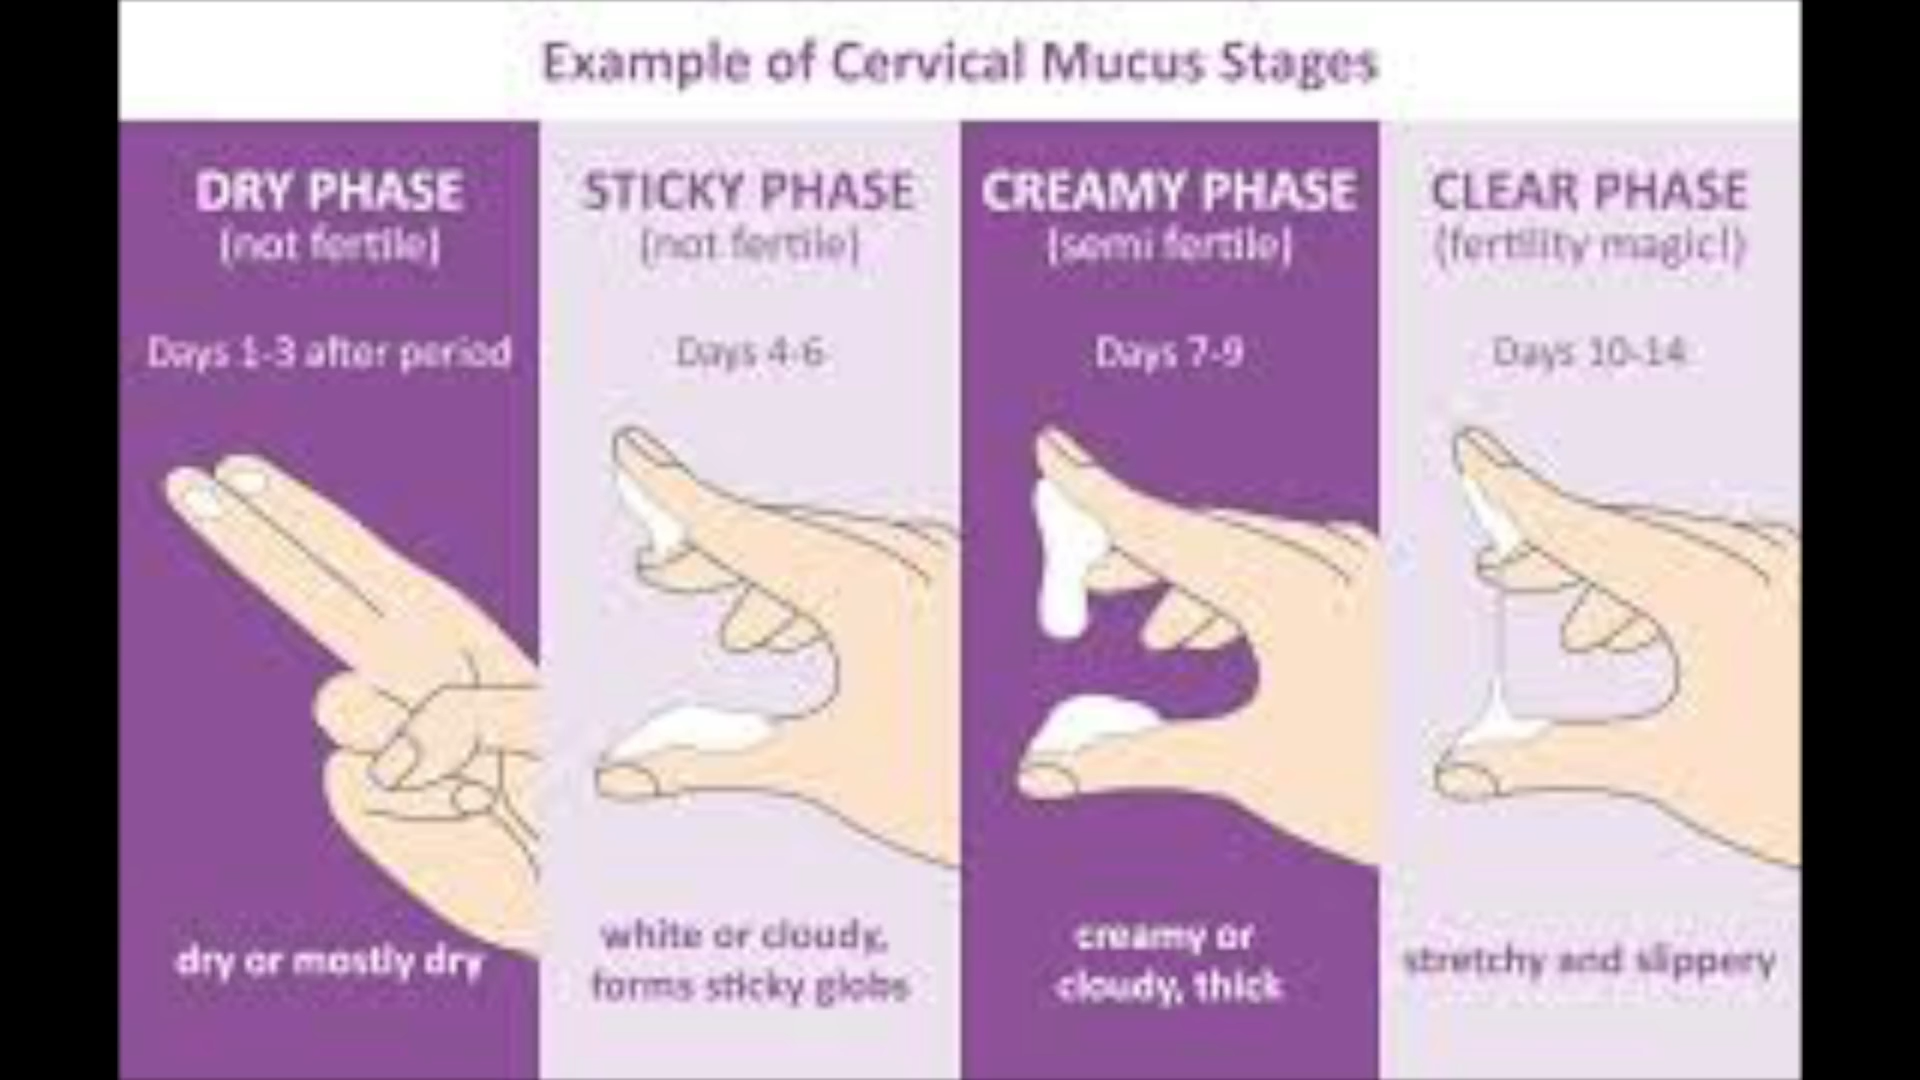 Example of Cervical Mucus Stages
DRY PHASE
(not fertile)
Days 1-3 after period
dry or mostly dry
STICKY PHASE
(not fertile)
Days 4-6
white or cloudy,
forms sticky globs
CREAMY PHASE
(semi fertile)
Days 7-9
creamy or
cloudy, thick
CLEAR PHASE
(fertility magic!)
Days 10-14
stretchy and slippery